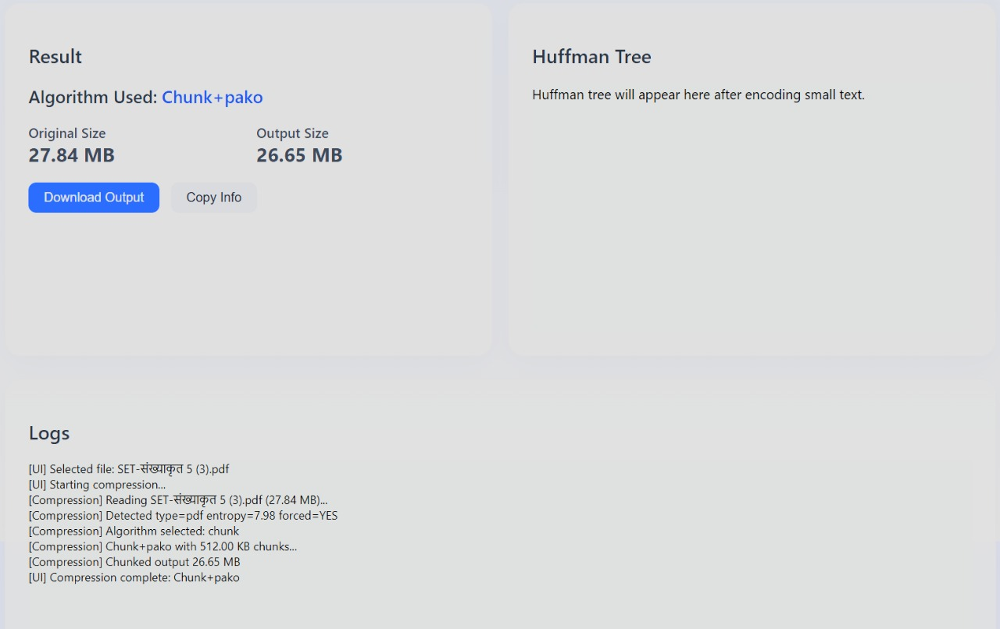 Result
Algorithm Used: Chunk+pako
Original Size
27.84 MB
Output Size
26.65 MB
Download Output
Copy Info
Huffman Tree
Huffman tree will appear here after encoding small text.
Logs
[UI] Selected file: SET-संख्याकृत 5 (3).pdf
[UI] Starting compression...
[Compression] Reading SET-संख्याकृत 5 (3).pdf (27.84 MB)...
[Compression] Detected type=pdf entropy=7.98 forced=YES
[Compression] Algorithm selected: chunk
[Compression] Chunk+pako with 512.00 KB chunks...
[Compression] Chunked output 26.65 MB
[UI] Compression complete: Chunk+pako